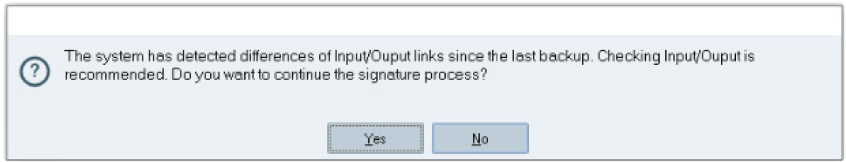 The system has detected differences of Input/Ouput links since the last backup. Checking Input/Ouput is
recommended. Do you want to continue the signature process?
Yes
No